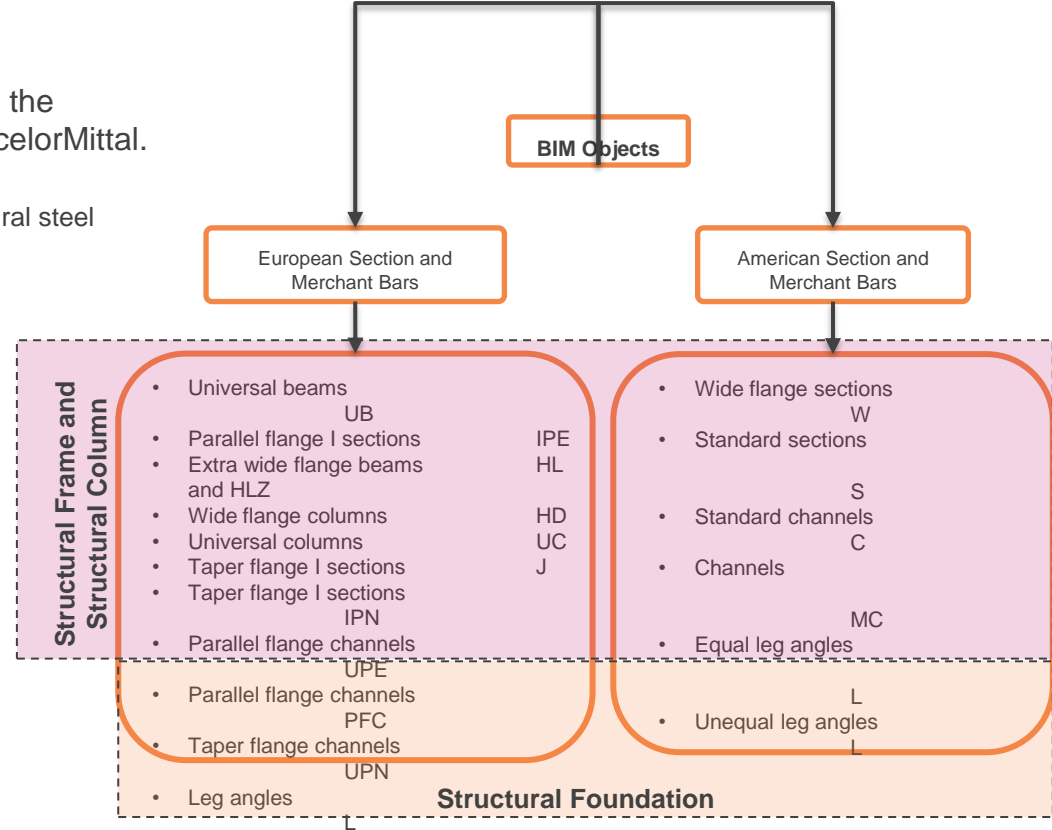 the
celorMittal.
ral steel
BIM Objects
European Section and
Merchant Bars
American Section and
Merchant Bars
Structural Frame and
Structural Column
• Universal beams
UB
• Parallel flange I sections IPE
• Extra wide flange beams HL
and HLZ
• Wide flange columns HD
• Universal columns UC
• Taper flange I sections J
• Taper flange I sections
IPN
• Parallel flange channels
UPE
• Parallel flange channels
PFC
• Taper flange channels
UPN
• Leg angles
L
• Wide flange sections
W
• Standard sections
S
• Standard channels
C
• Channels
MC
• Equal leg angles
L
• Unequal leg angles
L
Structural Foundation